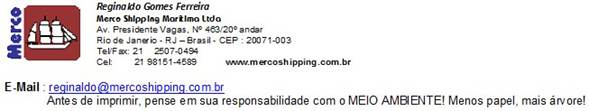 Merco
Reginaldo Gomes Ferreira
Merco Shipping Marítima Ltda
Av. Presidente Vagas, Nº 463/20º andar
Rio de Janerio - RJ – Brasil - CEP : 20071-003
Tel/Fax: 21 2507-0494
Cel: 21 98151-4589 www.mercoshipping.com.br
E-Mail : reginaldo@mercoshipping.com.br
Antes de imprimir, pense em sua responsabilidade com o MEIO AMBIENTE! Menos papel, mais árvore!